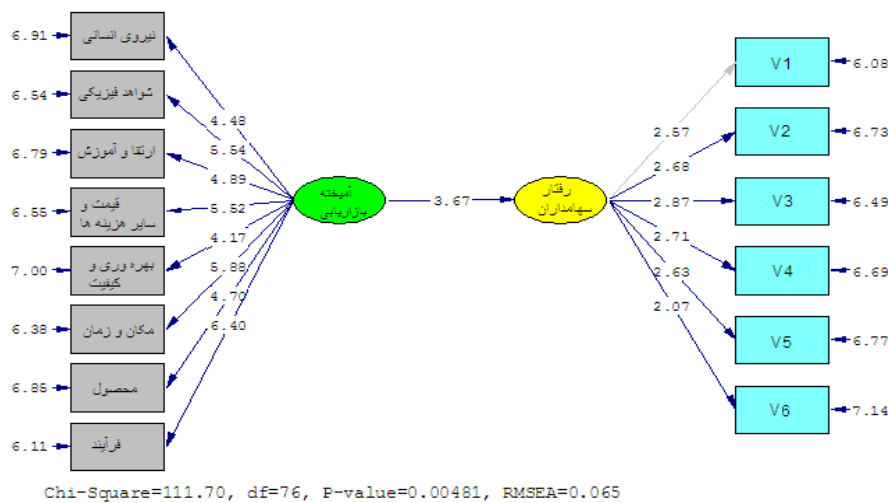 6.91
نیروی انسانی
6.54
شواهد فیزیکی
6.79
ارتقا و آموزش
6.55
قیمت و
سایر هزینه ها
7.00
بهره وری و
کیفیت
6.38
مکان و زمان
6.85
محصول
6.11
فرآیند
4.48
5.54
4.89
5.52
4.17
5.88
4.70
6.40
آمیخته
بازاریابی
3.67
رفتار
سهامداران
2.57
2.68
2.87
2.71
2.63
2.07
V1
6.08
V2
6.73
V3
6.49
V4
6.69
V5
6.77
V6
7.14
Chi-Square=111.70, df=76, P-value=0.00481, RMSEA=0.065